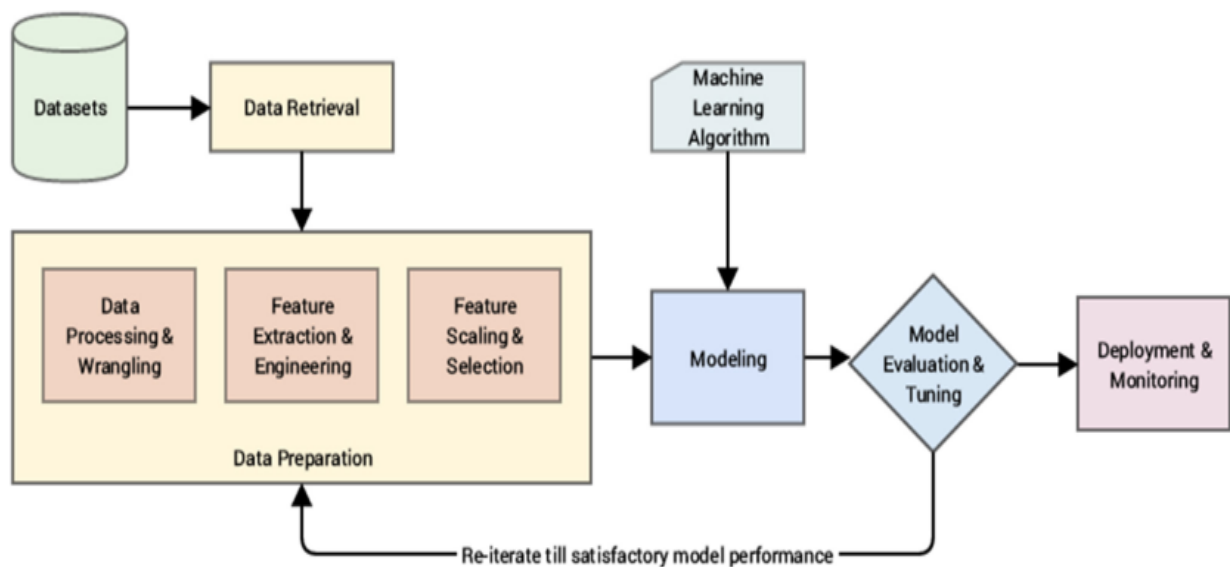 Datasets
Data Retrieval
Machine
Learning
Algorithm
Data
Processing &
Wrangling
Feature
Extraction &
Engineering
Feature
Scaling &
Selection
Data Preparation
Modeling
Model
Evaluation &
Tuning
Deployment &
Monitoring
Re-iterate till satisfactory model performance